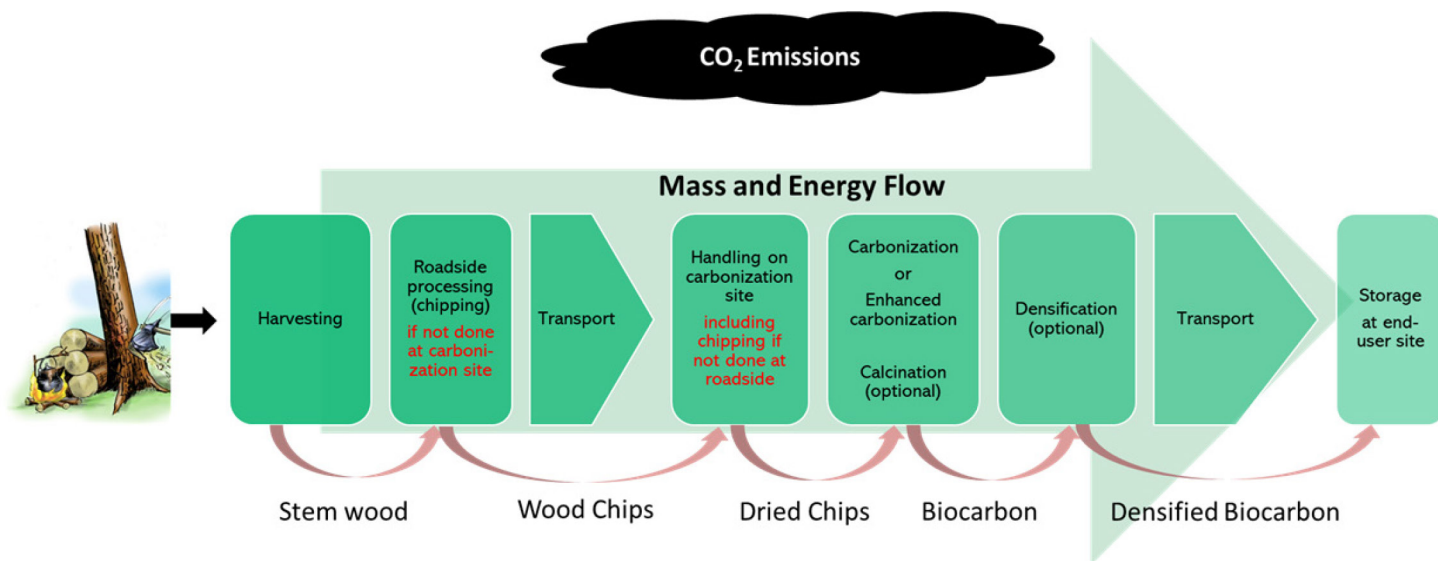 CO₂ Emissions
Mass and Energy Flow
Harvesting
Roadside
processing
(chipping)
if not done
at carboni-
zation site
Transport
Handling on
carbonization
site
including
chipping if
not done at
roadside
Carbonization
or
Enhanced
carbonization
Calcination
(optional)
Densification
(optional)
Transport
Storage
at end-
user site
Stem wood
Wood Chips
Dried Chips
Biocarbon
Densified Biocarbon